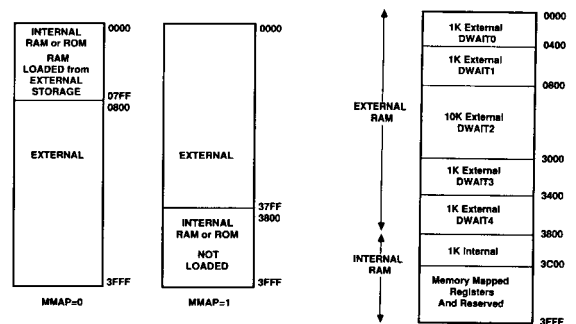 INTERNAL
RAM or ROM
RAM
LOADED from
EXTERNAL
STORAGE
0000
07FF
0800
EXTERNAL
3FFF
MMAP=0
0000
EXTERNAL
37FF
3800
INTERNAL
RAM or ROM
NOT
LOADED
3FFF
MMAP=1
EXTERNAL
RAM
INTERNAL
RAM
0000
1K External
DWAIT0
0400
1K External
DWAIT1
0800
10K External
DWAIT2
3000
1K External
DWAIT3
3400
1K External
DWAIT4
3800
1K Internal
3C00
Memory Mapped
Registers
And Reserved
3FFF